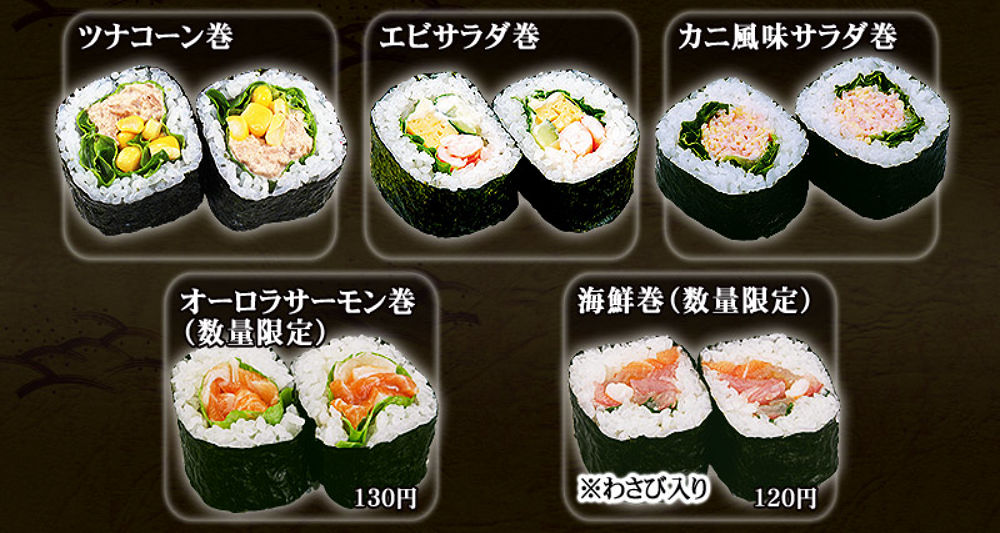 ツナコーン巻
エビサラダ巻
カニ風味サラダ巻
オーロラサーモン巻
（数量限定）
130円
海鮮巻（数量限定）
※わさび入り
120円